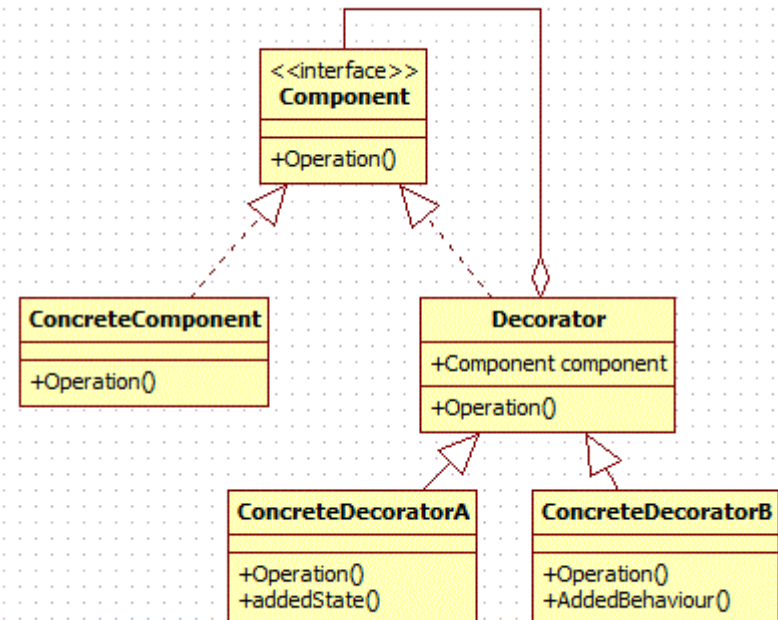 <<interface>>
Component
+Operation()
ConcreteComponent
+Operation()
Decorator
+Component component
+Operation()
ConcreteDecoratorA
+Operation()
+addedState()
ConcreteDecoratorB
+Operation()
+AddedBehaviour()